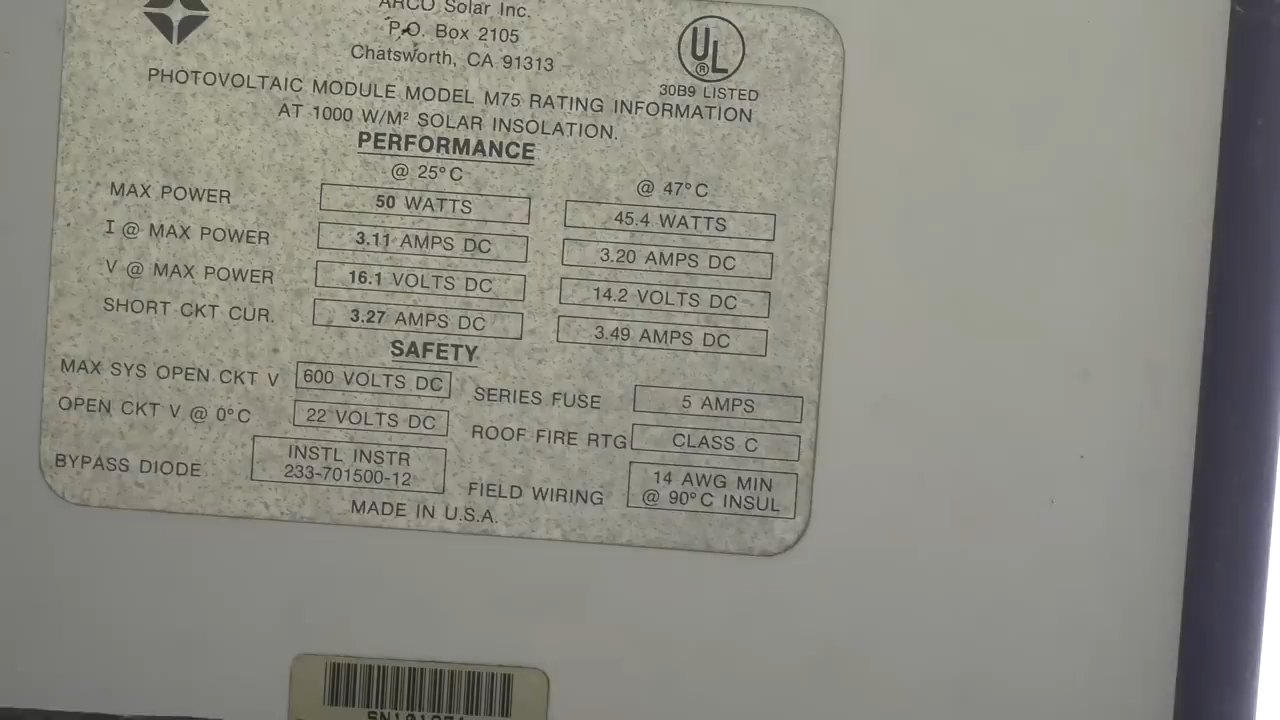 ARCO Solar Inc.
P.O. Box 2105
Chatsworth, CA 91313
UL
®
30B9 LISTED
PHOTOVOLTAIC MODULE MODEL M75 RATING INFORMATION
AT 1000 W/M² SOLAR INSOLATION.
PERFORMANCE
@ 25°C @ 47°C
MAX POWER 50 WATTS 45.4 WATTS
I @ MAX POWER 3.11 AMPS DC 3.20 AMPS DC
V @ MAX POWER 16.1 VOLTS DC 14.2 VOLTS DC
SHORT CKT CUR. 3.27 AMPS DC 3.49 AMPS DC
SAFETY
MAX SYS OPEN CKT V 600 VOLTS DC SERIES FUSE 5 AMPS
OPEN CKT V @ 0°C 22 VOLTS DC ROOF FIRE RTG CLASS C
BYPASS DIODE INSTL INSTR
233-701500-12
FIELD WIRING 14 AWG MIN
@ 90°C INSUL
MADE IN U.S.A.